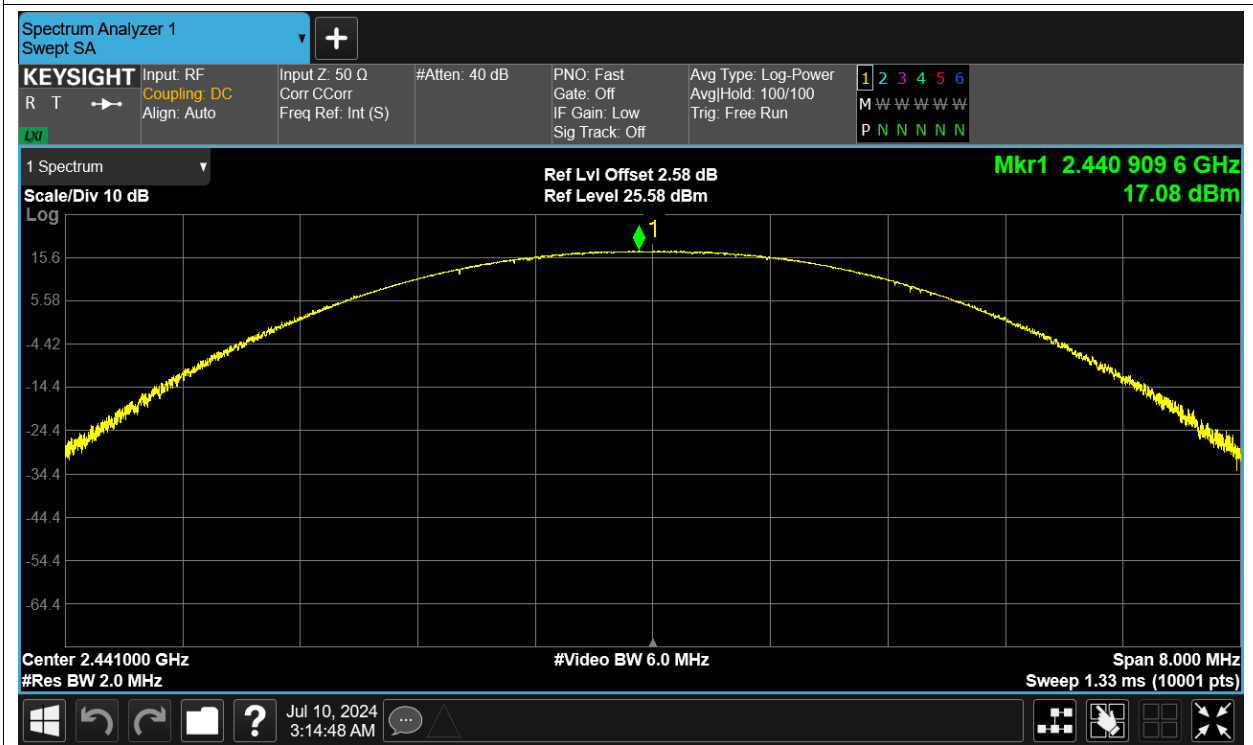 Spectrum Analyzer 1
Swept SA
KEYSIGHT
R T
LXI
Input: RF
Coupling: DC
Align: Auto
Input Z: 50 Ω
Corr CCorr
Freq Ref: Int (S)
#Atten: 40 dB
PNO: Fast
Gate: Off
IF Gain: Low
Sig Track: Off
Avg Type: Log-Power
Avg|Hold: 100/100
Trig: Free Run
1 2 3 4 5 6
M W W W W W W
P N N N N N N
1 Spectrum
Scale/Div 10 dB
Log
Ref Lvl Offset 2.58 dB
Ref Level 25.58 dBm
Mkr1 2.440 909 6 GHz
17.08 dBm
1
15.6
5.58
-4.42
-14.4
-24.4
-34.4
-44.4
-54.4
-64.4
Center 2.441000 GHz
#Res BW 2.0 MHz
#Video BW 6.0 MHz
Span 8.000 MHz
Sweep 1.33 ms (10001 pts)
?
Jul 10, 2024
3:14:48 AM